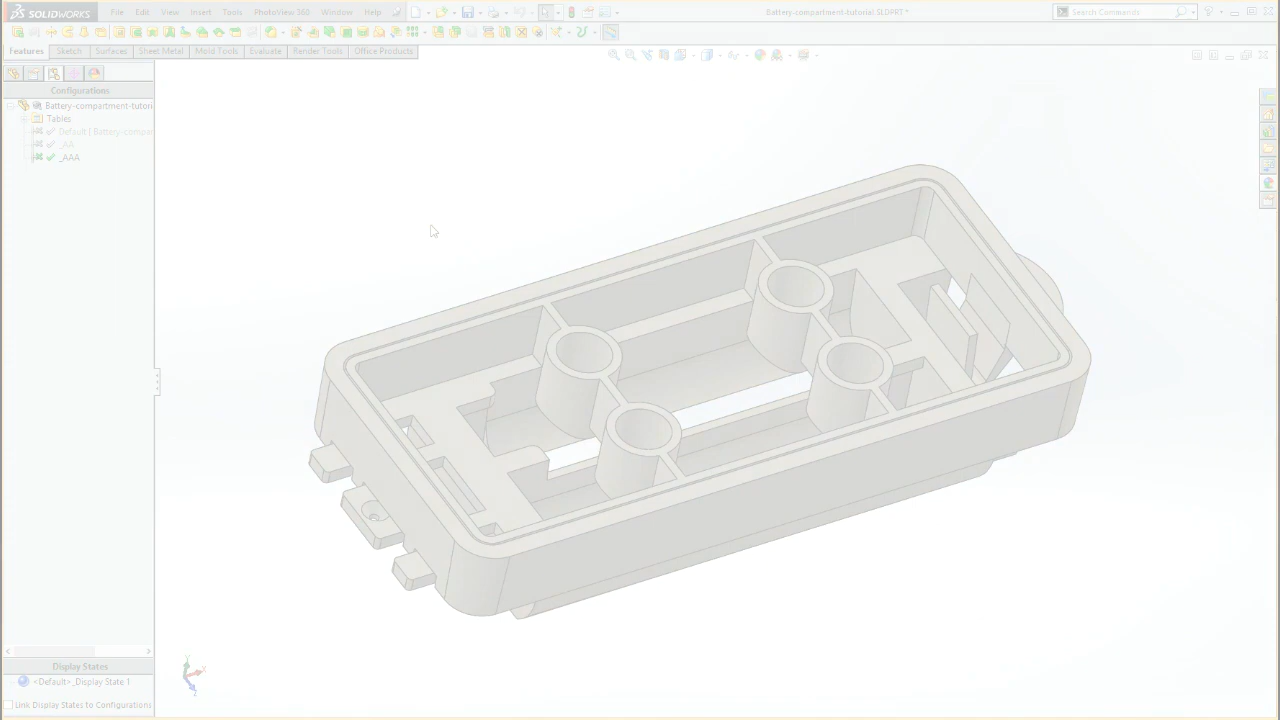 SOLIDWORKS File Edit View Insert Tools PhotoView 360 Window Help Battery-compartment-tutorial SLDPRT * Search Commands
Features Sketch Surfaces Sheet Metal Mold Tools Evaluate Render Tools Office Products
Configurations
Battery-compartment-tutori
Tables
Default [ Battery-compa
_AA
_AAA
Display States
<Default>_Display State 1
Link Display States to Configurations